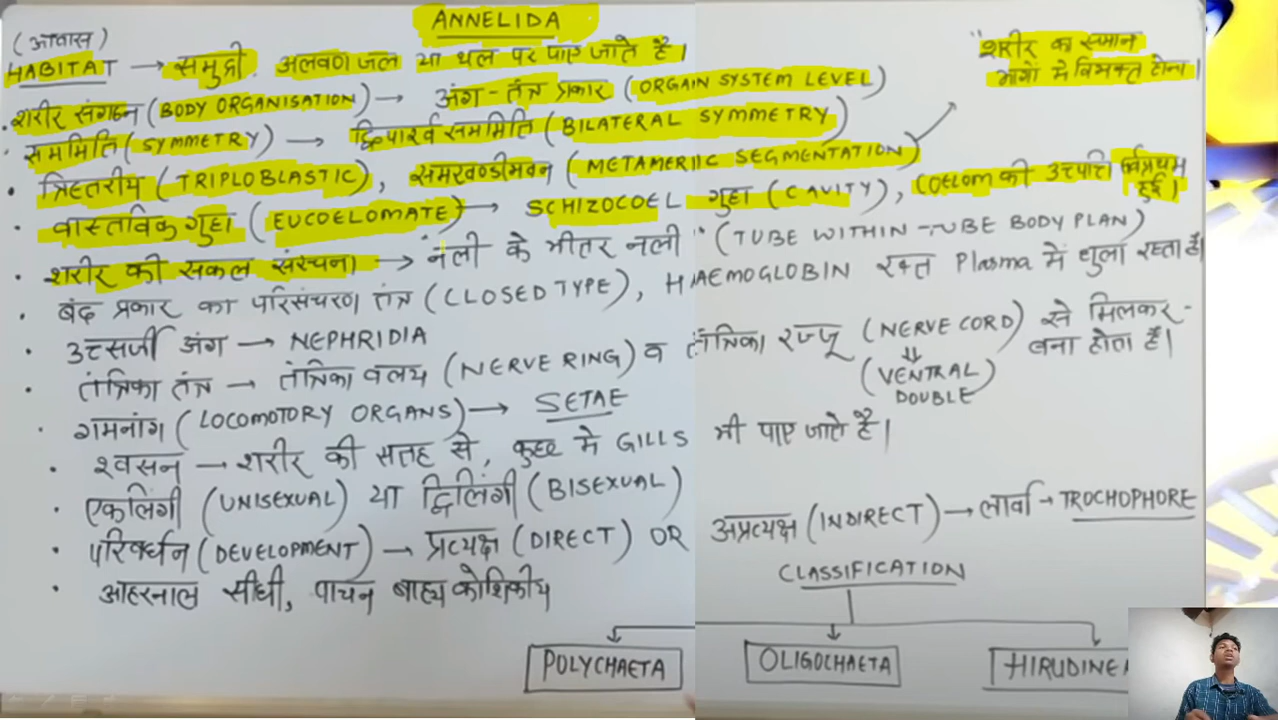 ANNELIDA
(आवास)
HABITAT → समुद्री, अलवण जल या थल पर पाए जाते है।
"शरीर का समान
भागों में विभक्त होना।
• शरीर संगठन (BODY ORGANISATION) → अंग-तंत्र प्रकार (ORGAIN SYSTEM LEVEL)
• सममिति (SYMMETRY) → द्विपार्श्व सममिति (BILATERAL SYMMETRY)
• त्रिस्तरीय (TRIPLOBLASTIC), समखण्डीभवन (METAMERIIC SEGMENTATION)
• वास्तविक गुहा (EUCOELOMATE) → SCHIZOCOEL गुहा (CAVITY), COELOM की उत्पत्ति सर्वप्रथम हुई।
• शरीर की सकल संरचना → "नली के भीतर नली" (TUBE WITHIN-TUBE BODY PLAN)
• बंद प्रकार का परिसंचरण तंत्र (CLOSED TYPE), HAEMOGLOBIN रक्त Plasma में धुला रहता है।
• उत्सर्जी अंग → NEPHRIDIA
• तंत्रिका तंत्र → तंत्रिका वलय (NERVE RING) व तंत्रिका रज्जू (NERVE CORD) से मिलकर - बना होता है।
(VENTRAL)
DOUBLE
• गमनांग (LOCOMOTORY ORGANS) → SETAE
• श्वसन → शरीर की सतह से, कुछ मे GILLS भी पाए जाते है।
• एकलिंगी (UNISEXUAL) या द्विलिंगी (BISEXUAL)
• परिवर्धन (DEVELOPMENT) → प्रत्यक्ष (DIRECT) OR अप्रत्यक्ष (INDIRECT) → लार्वा → TROCHOPHORE
• आहरनाल सीधी, पाचन बाह्य कोशिकीय
CLASSIFICATION
POLYCHAETA
OLIGOCHAETA
HIRUDINEA